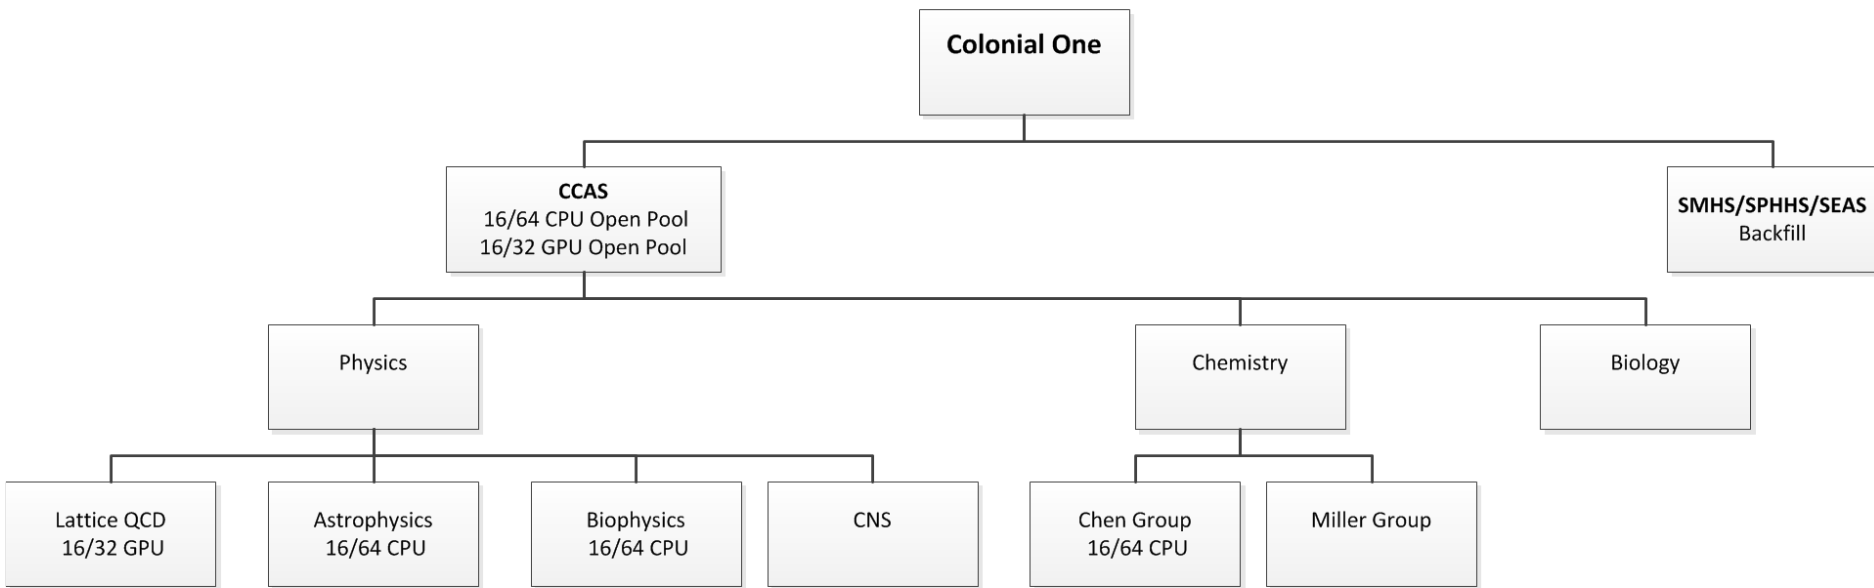 Colonial One
CCAS
16/64 CPU Open Pool
16/32 GPU Open Pool
SMHS/SPHHS/SEAS
Backfill
Physics
Chemistry
Biology
Lattice QCD
16/32 GPU
Astrophysics
16/64 CPU
Biophysics
16/64 CPU
CNS
Chen Group
16/64 CPU
Miller Group